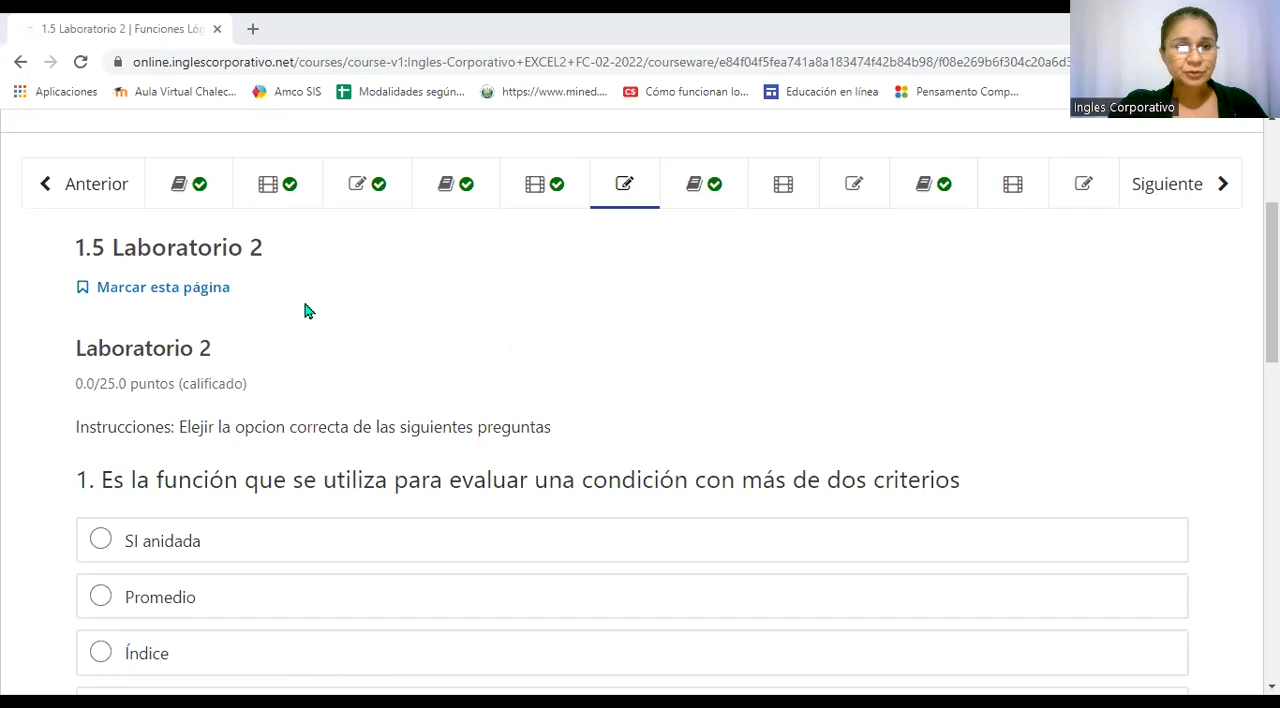 1.5 Laboratorio 2 | Funciones Lóg
online.inglescorporativo.net/courses/course-v1:Ingles-Corporativo+EXCEL2+FC-02-2022/courseware/e84f04f5fea741a8a183474f42b84b98/f08e269b6f304c20a6d3
Aplicaciones
Aula Virtual Chalec...
Amco SIS
Modalidades según...
https://www.mined....
CS Cómo funcionan lo...
Educación en línea
Pensamento Comp...
Ingles Corporativo
Anterior
Siguiente
1.5 Laboratorio 2
Marcar esta página
Laboratorio 2
0.0/25.0 puntos (calificado)
Instrucciones: Elejir la opcion correcta de las siguientes preguntas
1. Es la función que se utiliza para evaluar una condición con más de dos criterios
SI anidada
Promedio
Índice